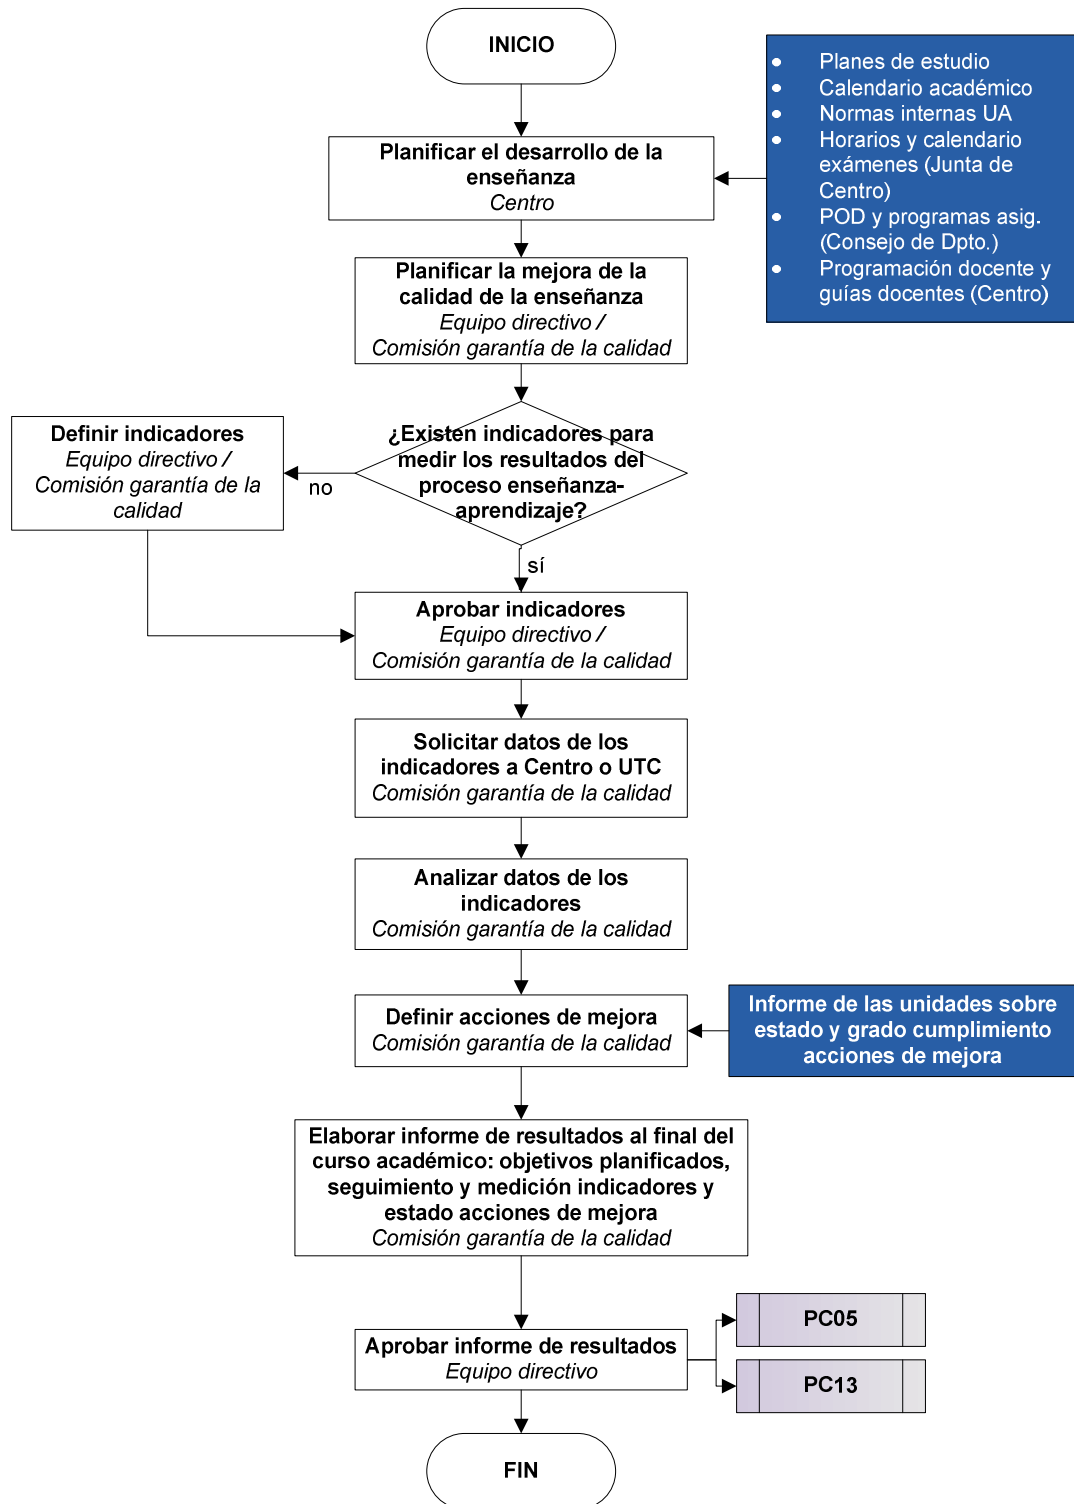 INICIO
• Planes de estudio
• Calendario académico
• Normas internas UA
• Horarios y calendario
exámenes (Junta de
Centro)
• POD y programas asig.
(Consejo de Dpto.)
• Programación docente y
guías docentes (Centro)
Planificar el desarrollo de la
enseñanza
Centro
Planificar la mejora de la
calidad de la enseñanza
Equipo directivo /
Comisión garantía de la calidad
¿Existen indicadores para
medir los resultados del
proceso enseñanza-
aprendizaje?
no
Definir indicadores
Equipo directivo /
Comisión garantía de la
calidad
sí
Aprobar indicadores
Equipo directivo /
Comisión garantía de la calidad
Solicitar datos de los
indicadores a Centro o UTC
Comisión garantía de la calidad
Analizar datos de los
indicadores
Comisión garantía de la calidad
Definir acciones de mejora
Comisión garantía de la calidad
Informe de las unidades sobre
estado y grado cumplimiento
acciones de mejora
Elaborar informe de resultados al final del
curso académico: objetivos planificados,
seguimiento y medición indicadores y
estado acciones de mejora
Comisión garantía de la calidad
Aprobar informe de resultados
Equipo directivo
PC05
PC13
FIN